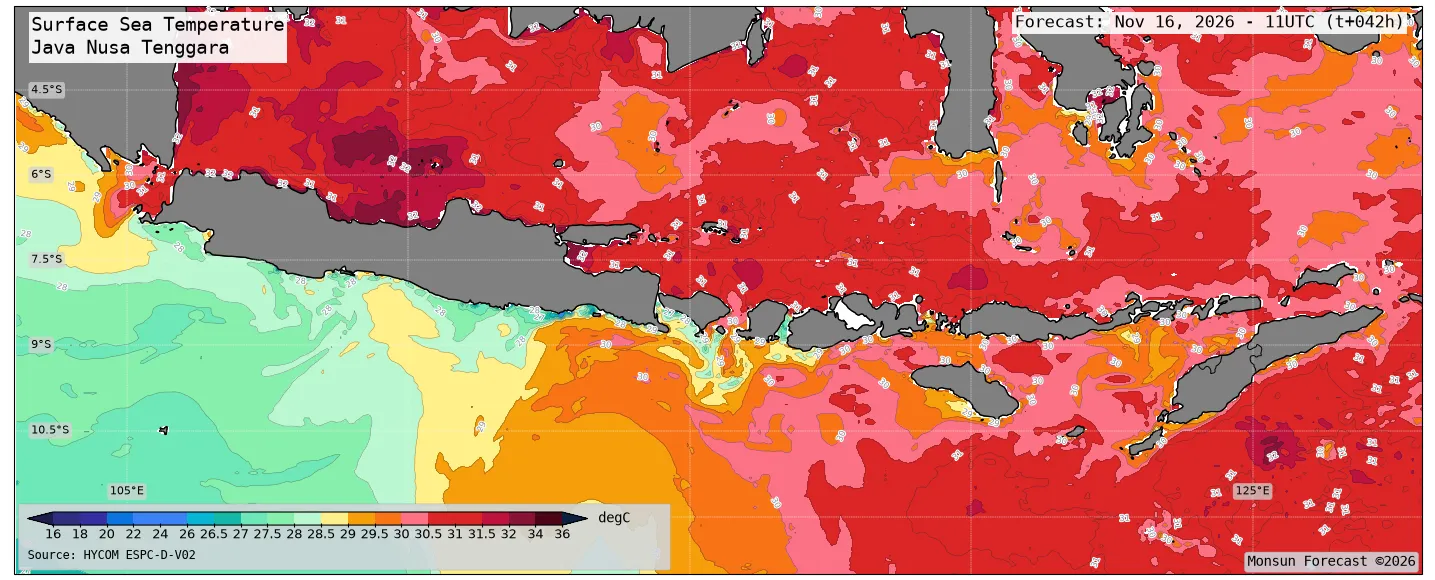 Surface Sea Temperature
Java Nusa Tenggara
Forecast: Nov 16, 2026 - 11UTC (t+042h)
4.5°S
6°S
7.5°S
9°S
10.5°S
105°E
125°E
16 18 20 22 24 26 26.5 27 27.5 28 28.5 29 29.5 30 30.5 31 31.5 32 34 36
degC
Source: HYCOM ESPC-D-V02
Monsun Forecast ©2026